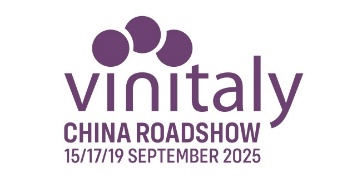 vinitaly
CHINA ROADSHOW
15/17/19 SEPTEMBER 2025